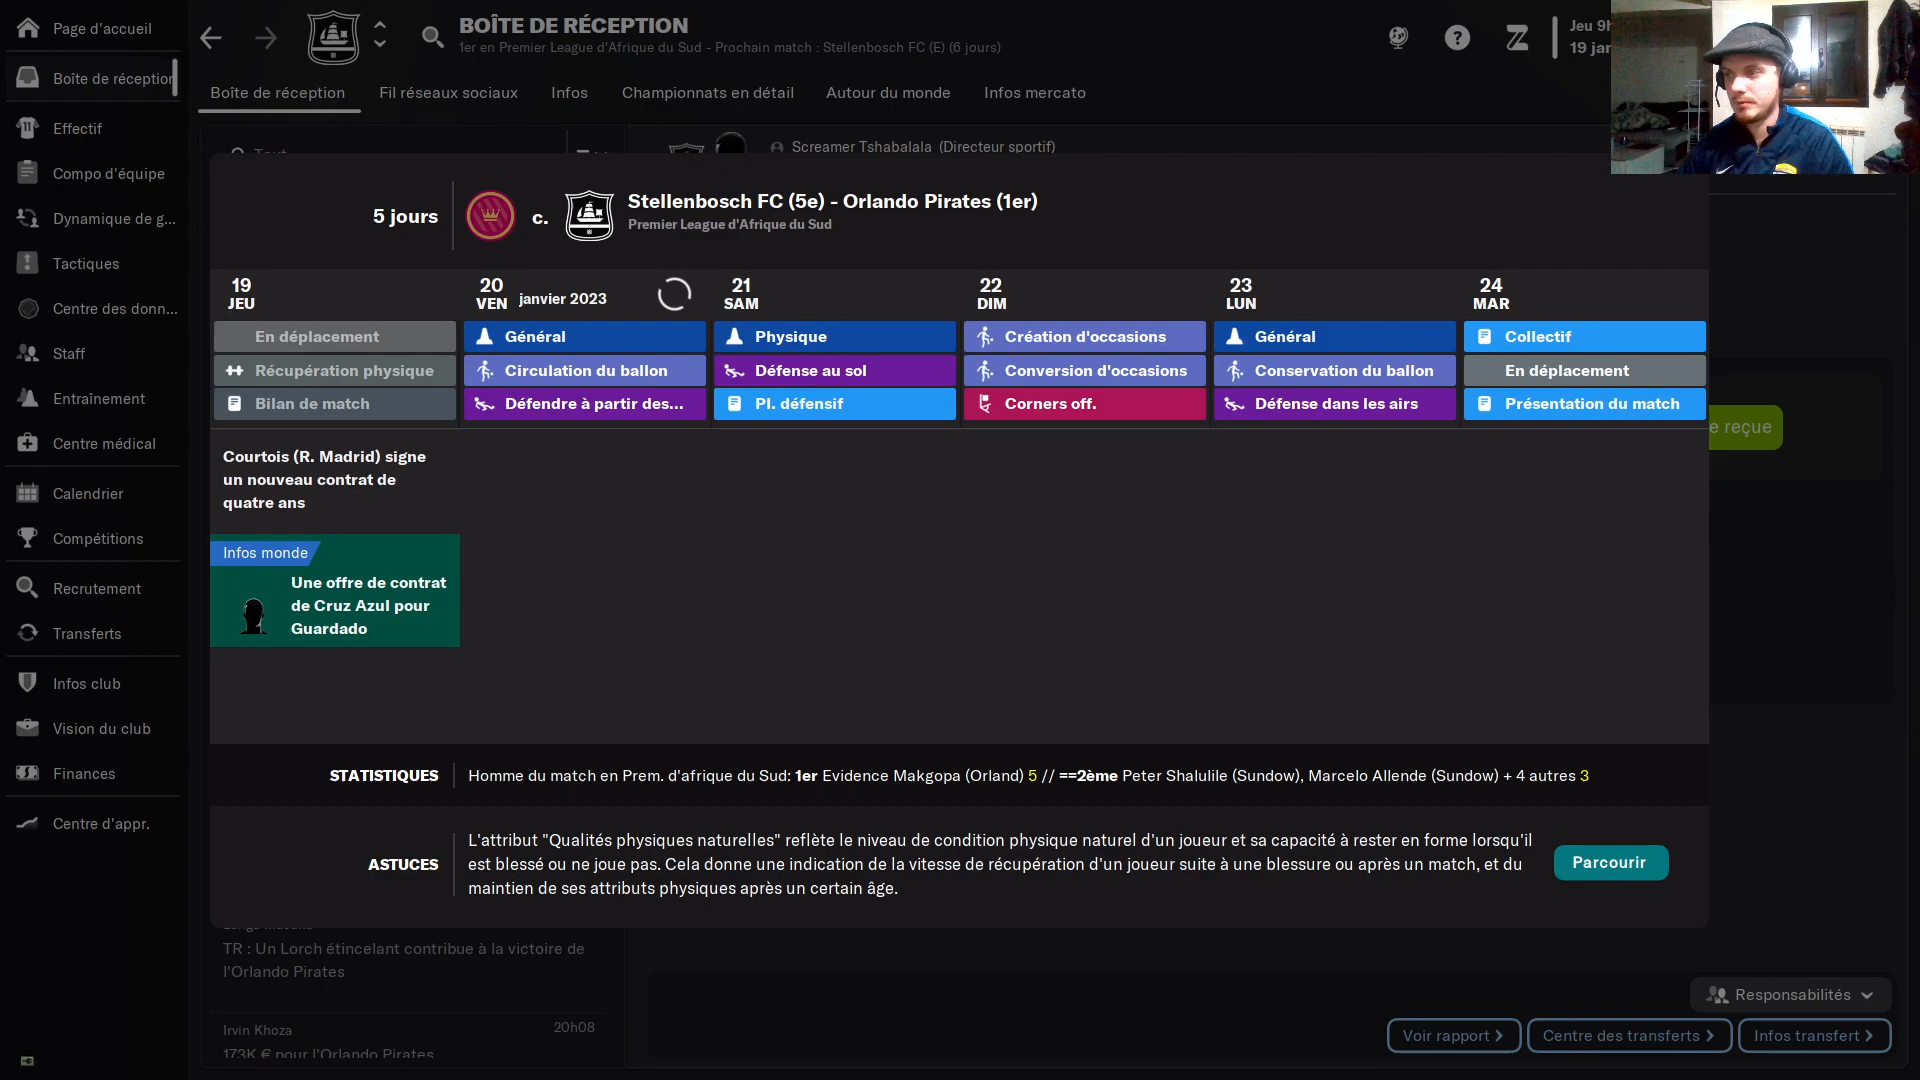 Page d'accueil
Boîte de réception
Effectif
Compo d'équipe
Dynamique de g...
Tactiques
Centre des donn...
Staff
Entraînement
Centre médical
Calendrier
Compétitions
Recrutement
Transferts
Infos club
Vision du club
Finances
Centre d'appr.
BOÎTE DE RÉCEPTION
1er en Premier League d'Afrique du Sud - Prochain match : Stellenbosch FC (E) (6 jours)
Jeu 9h
19 jan
Boîte de réception
Fil réseaux sociaux
Infos
Championnats en détail
Autour du monde
Infos mercato
Tout
Screamer Tshabalala (Directeur sportif)
5 jours
c.
Stellenbosch FC (5e) - Orlando Pirates (1er)
Premier League d'Afrique du Sud
19
JEU
En déplacement
Récupération physique
Bilan de match
20
VEN janvier 2023
Général
Circulation du ballon
Défendre à partir des...
21
SAM
Physique
Défense au sol
Pl. défensif
22
DIM
Création d'occasions
Conversion d'occasions
Corners off.
23
LUN
Général
Conservation du ballon
Défense dans les airs
24
MAR
Collectif
En déplacement
Présentation du match
e reçue
Courtois (R. Madrid) signe
un nouveau contrat de
quatre ans
Infos monde
Une offre de contrat
de Cruz Azul pour
Guardado
STATISTIQUES
Homme du match en Prem. d'afrique du Sud: 1er Evidence Makgopa (Orland) 5 // ==2ème Peter Shalulile (Sundow), Marcelo Allende (Sundow) + 4 autres 3
ASTUCES
L'attribut "Qualités physiques naturelles" reflète le niveau de condition physique naturel d'un joueur et sa capacité à rester en forme lorsqu'il
est blessé ou ne joue pas. Cela donne une indication de la vitesse de récupération d'un joueur suite à une blessure ou après un match, et du
maintien de ses attributs physiques après un certain âge.
Parcourir
TR : Un Lorch étincelant contribue à la victoire de
l'Orlando Pirates
Irvin Khoza
20h08
173K € pour l'Orlando Pirates
Responsabilités
Voir rapport
Centre des transferts
Infos transfert